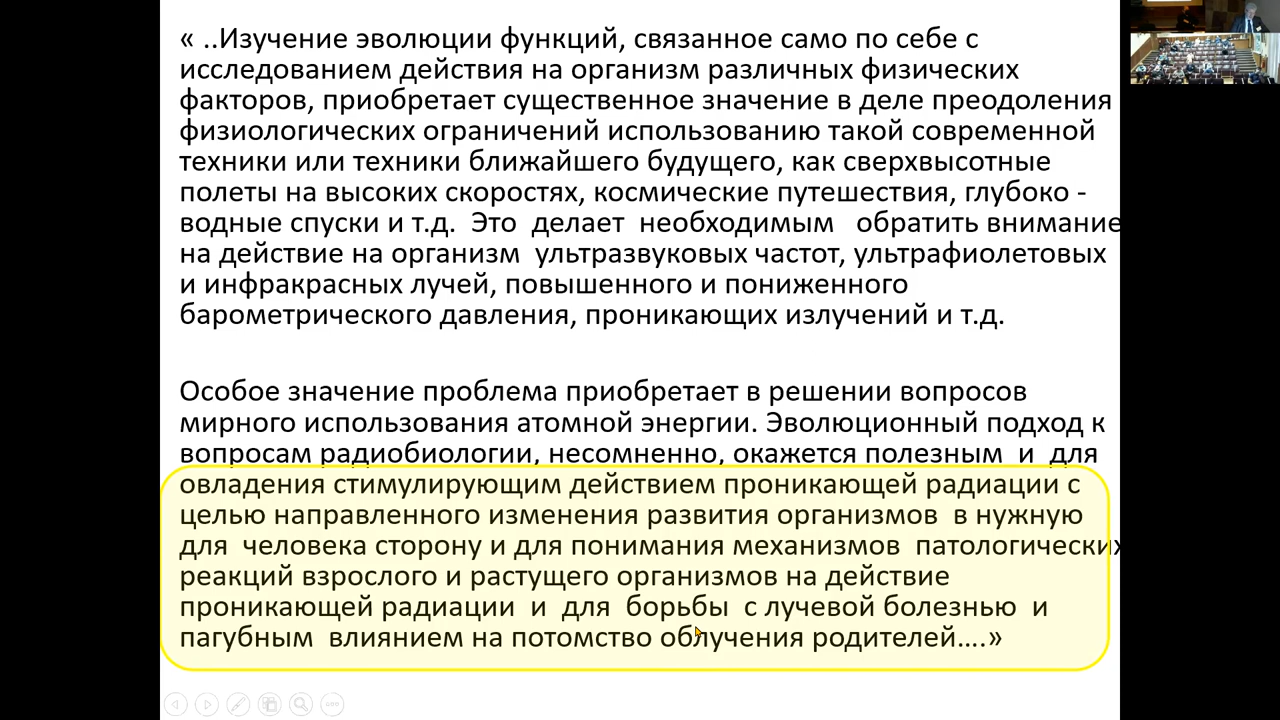 « ..Изучение эволюции функций, связанное само по себе с
исследованием действия на организм различных физических
факторов, приобретает существенное значение в деле преодоления
физиологических ограничений использованию такой современной
техники или техники ближайшего будущего, как сверхвысотные
полеты на высоких скоростях, космические путешествия, глубоко -
водные спуски и т.д. Это делает необходимым обратить внимание
на действие на организм ультразвуковых частот, ультрафиолетовых
и инфракрасных лучей, повышенного и пониженного
барометрического давления, проникающих излучений и т.д.
Особое значение проблема приобретает в решении вопросов
мирного использования атомной энергии. Эволюционный подход к
вопросам радиобиологии, несомненно, окажется полезным и для
овладения стимулирующим действием проникающей радиации с
целью направленного изменения развития организмов в нужную
для человека сторону и для понимания механизмов патологических
реакций взрослого и растущего организмов на действие
проникающей радиации и для борьбы с лучевой болезнью и
пагубным влиянием на потомство облучения родителей….»